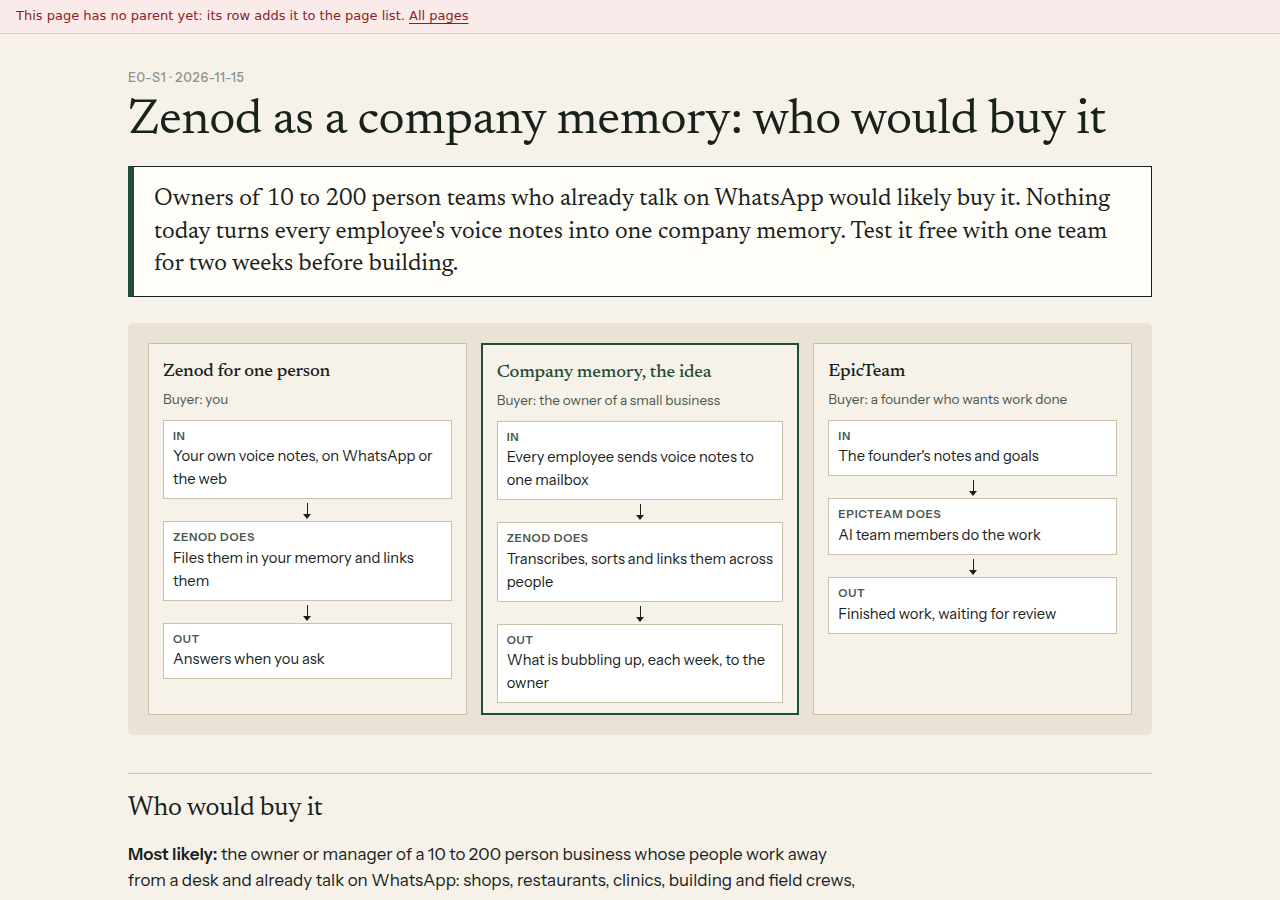 This page has no parent yet: its row adds it to the page list. All pages
E0-S1 · 2026-11-15
Zenod as a company memory: who would buy it
Owners of 10 to 200 person teams who already talk on WhatsApp would likely buy it. Nothing
today turns every employee's voice notes into one company memory. Test it free with one team
for two weeks before building.
Zenod for one person
Buyer: you
IN
Your own voice notes, on WhatsApp or
the web
ZENOD DOES
Files them in your memory and links
them
OUT
Answers when you ask
Company memory, the idea
Buyer: the owner of a small business
IN
Every employee sends voice notes to
one mailbox
ZENOD DOES
Transcribes, sorts and links them across
people
OUT
What is bubbling up, each week, to the
owner
EpicTeam
Buyer: a founder who wants work done
IN
The founder's notes and goals
EPICTEAM DOES
AI team members do the work
OUT
Finished work, waiting for review
Who would buy it
Most likely: the owner or manager of a 10 to 200 person business whose people work away
from a desk and already talk on WhatsApp: shops, restaurants, clinics, building and field crews,